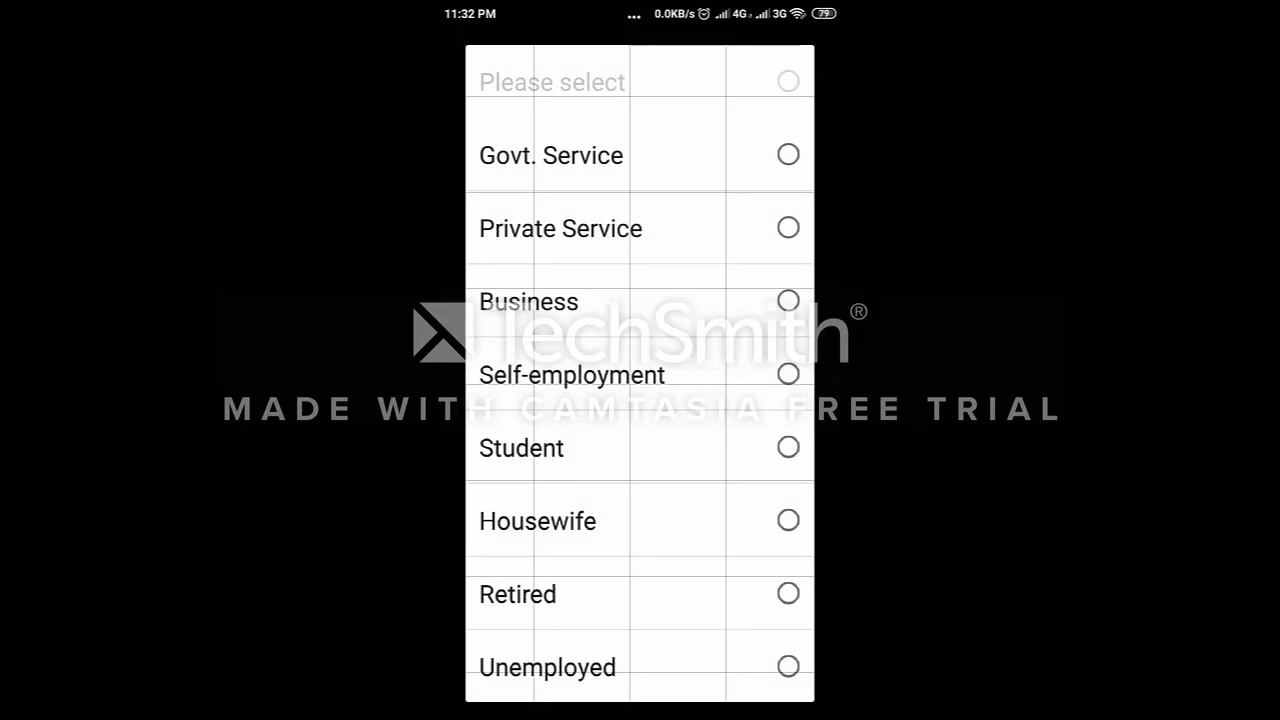 11:32 PM ... 0.0KB/s 4G 3G 79
Please select
Govt. Service
Private Service
Business
TechSmith®
Self-employment
MADE WITH CAMTASIA FREE TRIAL
Student
Housewife
Retired
Unemployed